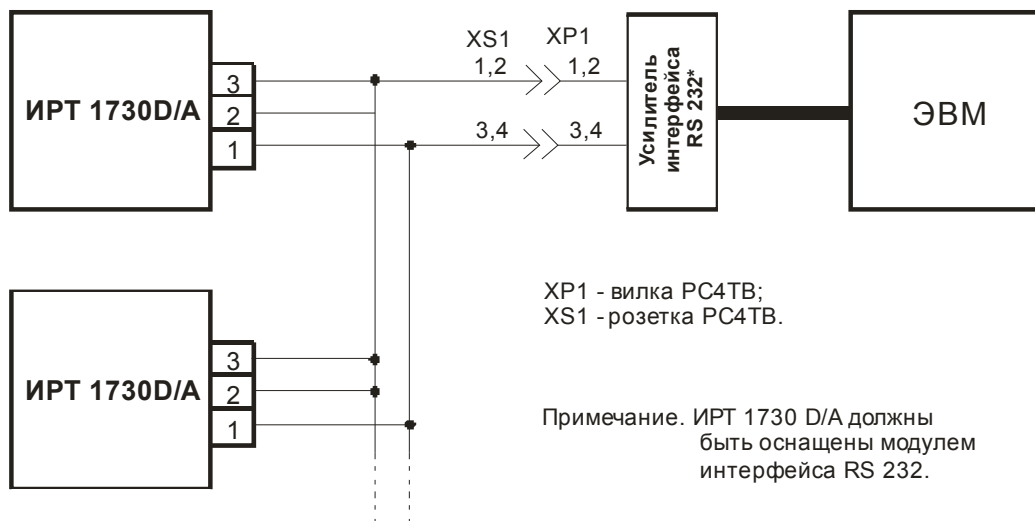 XS1 XP1
1,2 1,2
3,4 3,4
ИРТ 1730D/A
3
2
1
Усилитель
интерфейса
RS 232*
ЭВМ
XP1 - вилка РС4ТВ;
XS1 - розетка РС4ТВ.
ИРТ 1730D/A
3
2
1
Примечание. ИРТ 1730 D/A должны
быть оснащены модулем
интерфейса RS 232.